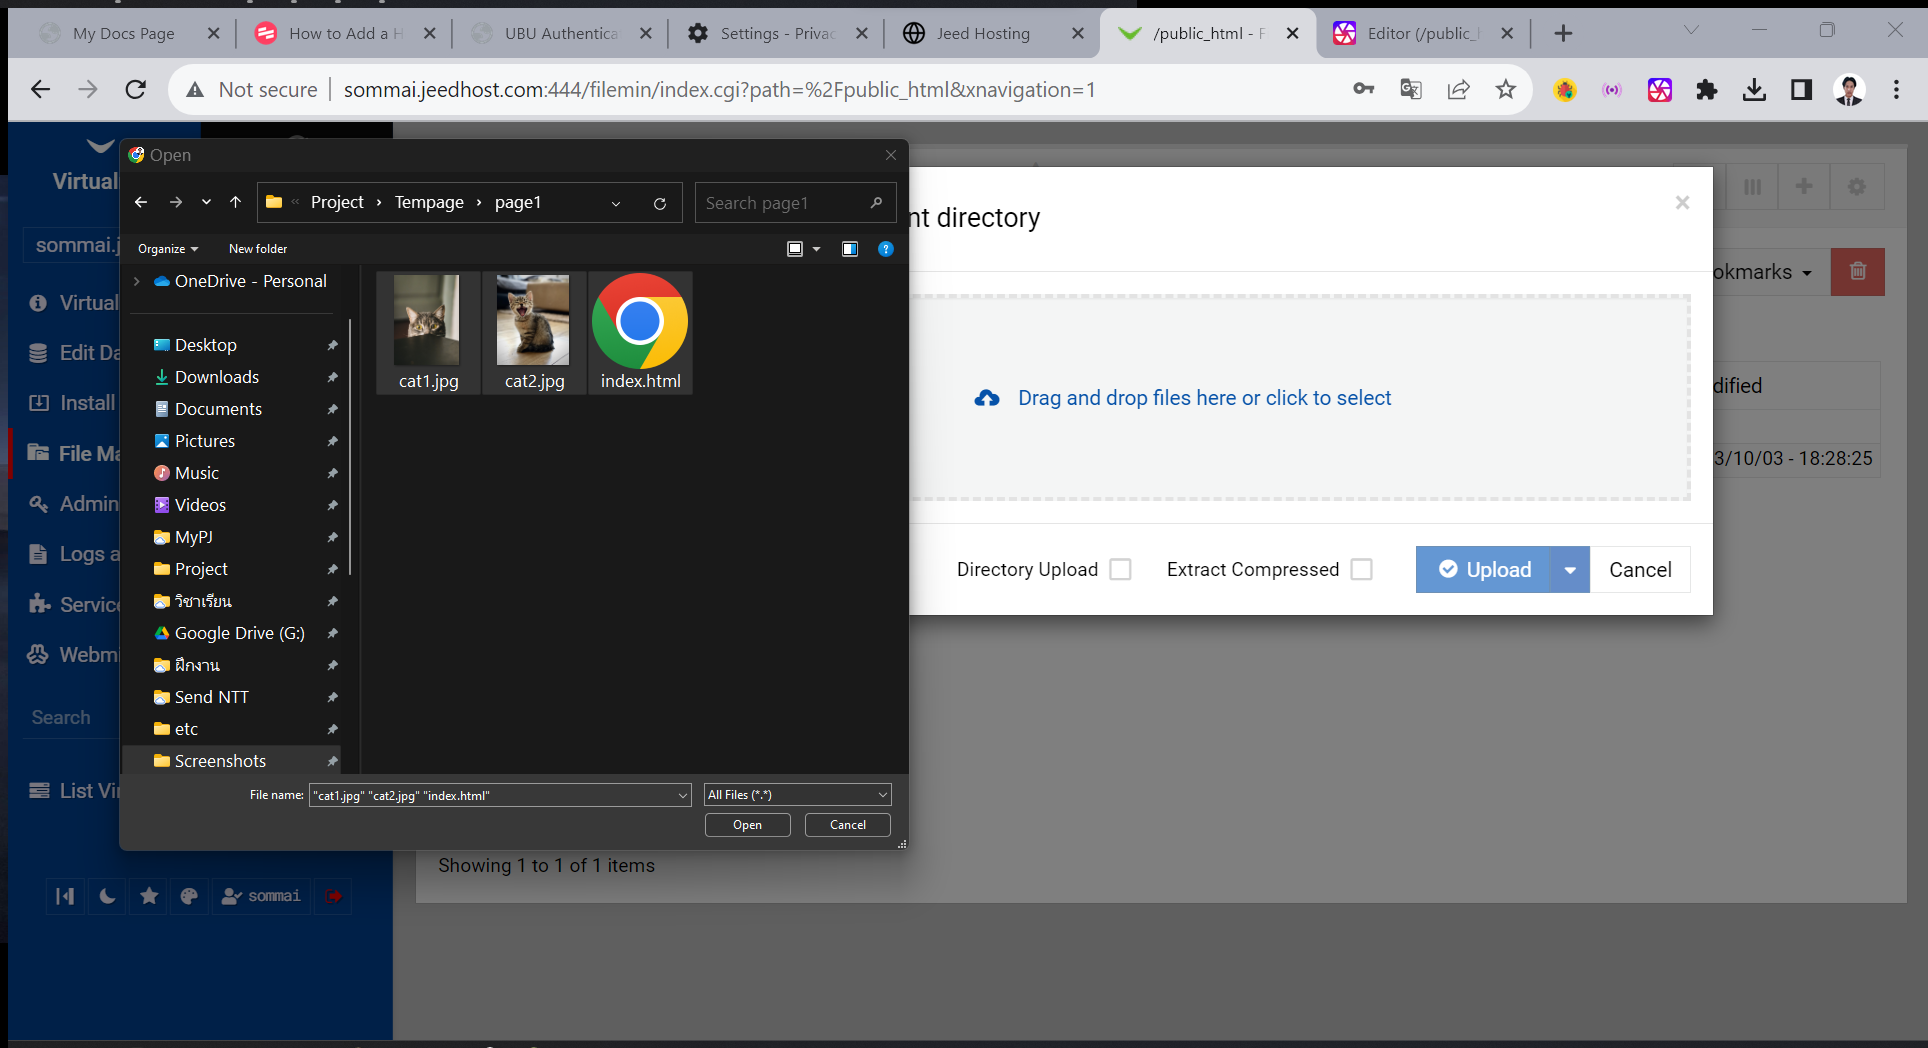 My Docs Page
How to Add a H
UBU Authentica
Settings - Privac
Jeed Hosting
/public_html - F
Editor (/public_h
Not secure
sommai.jeedhost.com:444/filemin/index.cgi?path=%2Fpublic_html&xnavigation=1
Virtual
sommai.j
Virtual
Edit Da
Install
File Ma
Admin
Logs a
Service
Webmi
Search
List Vi
sommai
Open
Project › Tempage › page1
Search page1
Organize
New folder
OneDrive - Personal
Desktop
Downloads
Documents
Pictures
Music
Videos
MyPJ
Project
วิชาเรียน
Google Drive (G:)
ฝึกงาน
Send NTT
etc
Screenshots
cat1.jpg
cat2.jpg
index.html
File name:
"cat1.jpg" "cat2.jpg" "index.html"
All Files (*.*)
Open
Cancel
nt directory
Drag and drop files here or click to select
Directory Upload
Extract Compressed
Upload
Cancel
okmarks
dified
3/10/03 - 18:28:25
Showing 1 to 1 of 1 items